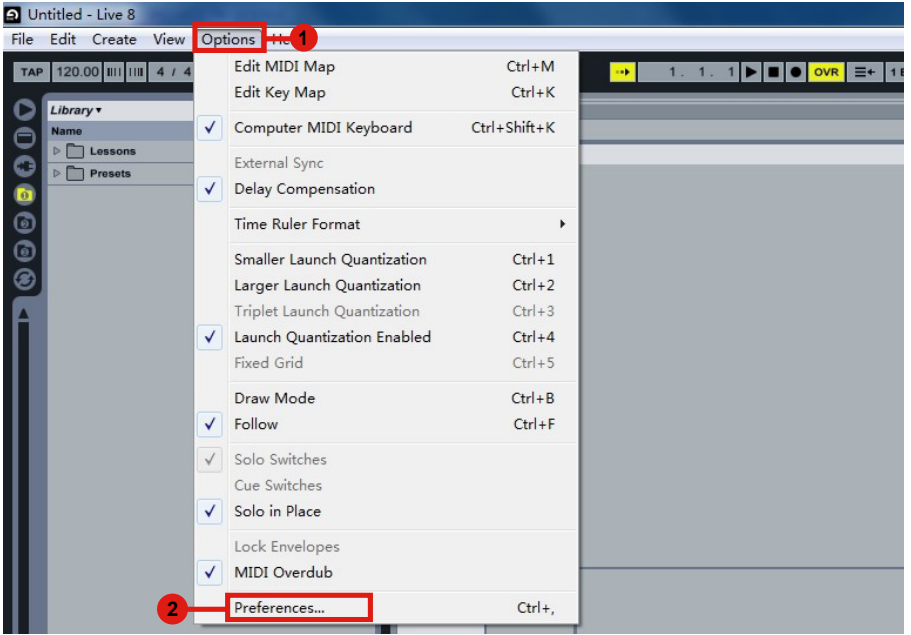 Untitled - Live 8
File Edit Create View Options He 1
TAP 120.00 4 / 4 1. 1. 1 OVR 1
Library
Name
Lessons
Presets
Edit MIDI Map Ctrl+M
Edit Key Map Ctrl+K
Computer MIDI Keyboard Ctrl+Shift+K
External Sync
Delay Compensation
Time Ruler Format
Smaller Launch Quantization Ctrl+1
Larger Launch Quantization Ctrl+2
Triplet Launch Quantization Ctrl+3
Launch Quantization Enabled Ctrl+4
Fixed Grid Ctrl+5
Draw Mode Ctrl+B
Follow Ctrl+F
Solo Switches
Cue Switches
Solo in Place
Lock Envelopes
MIDI Overdub
2 Preferences... Ctrl+,